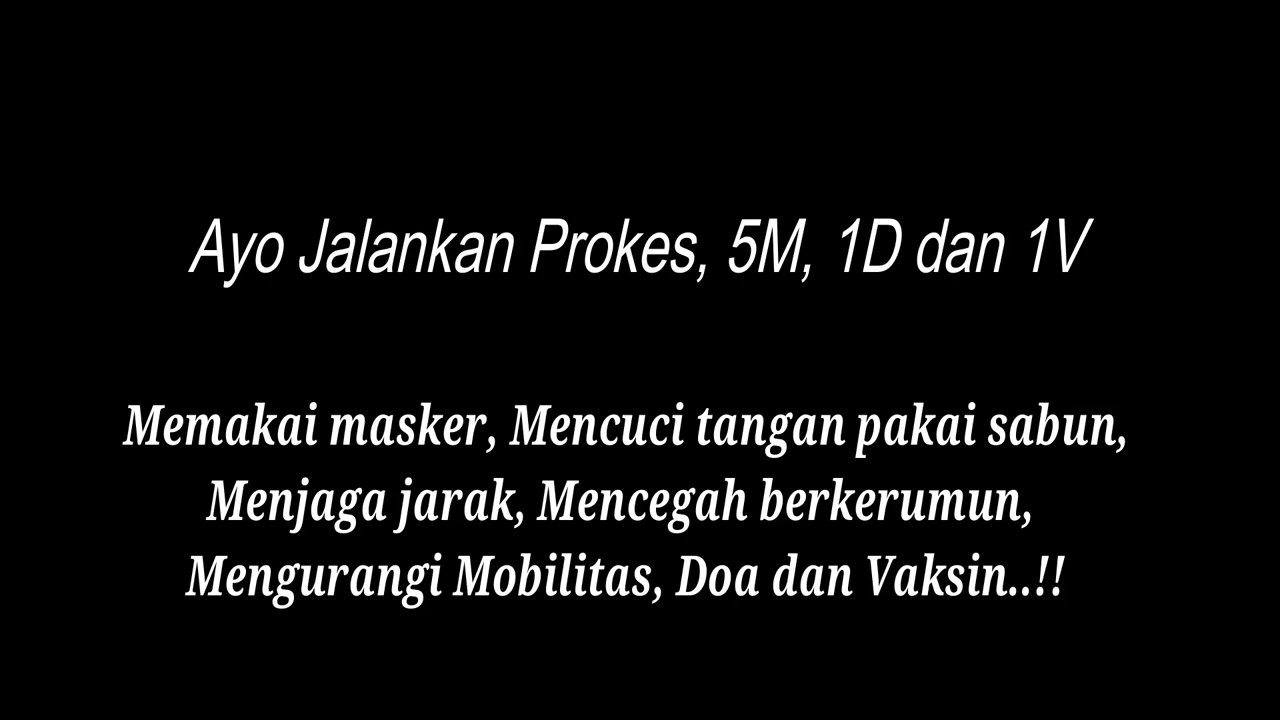 Ayo Jalankan Prokes, 5M, 1D dan 1V
Memakai masker, Mencuci tangan pakai sabun,
Menjaga jarak, Mencegah berkerumun,
Mengurangi Mobilitas, Doa dan Vaksin..!!